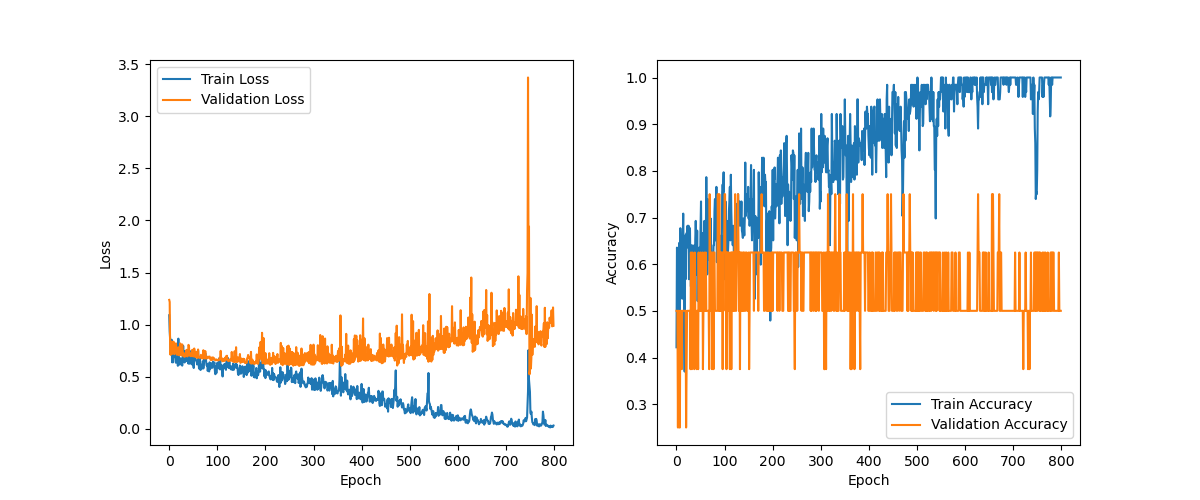 3.5
3.0
2.5
2.0
1.5
1.0
0.5
0.0
Loss
0 100 200 300 400 500 600 700 800
Epoch
Train Loss
Validation Loss
1.0
0.9
0.8
0.7
0.6
0.5
0.4
0.3
Accuracy
0 100 200 300 400 500 600 700 800
Epoch
Train Accuracy
Validation Accuracy